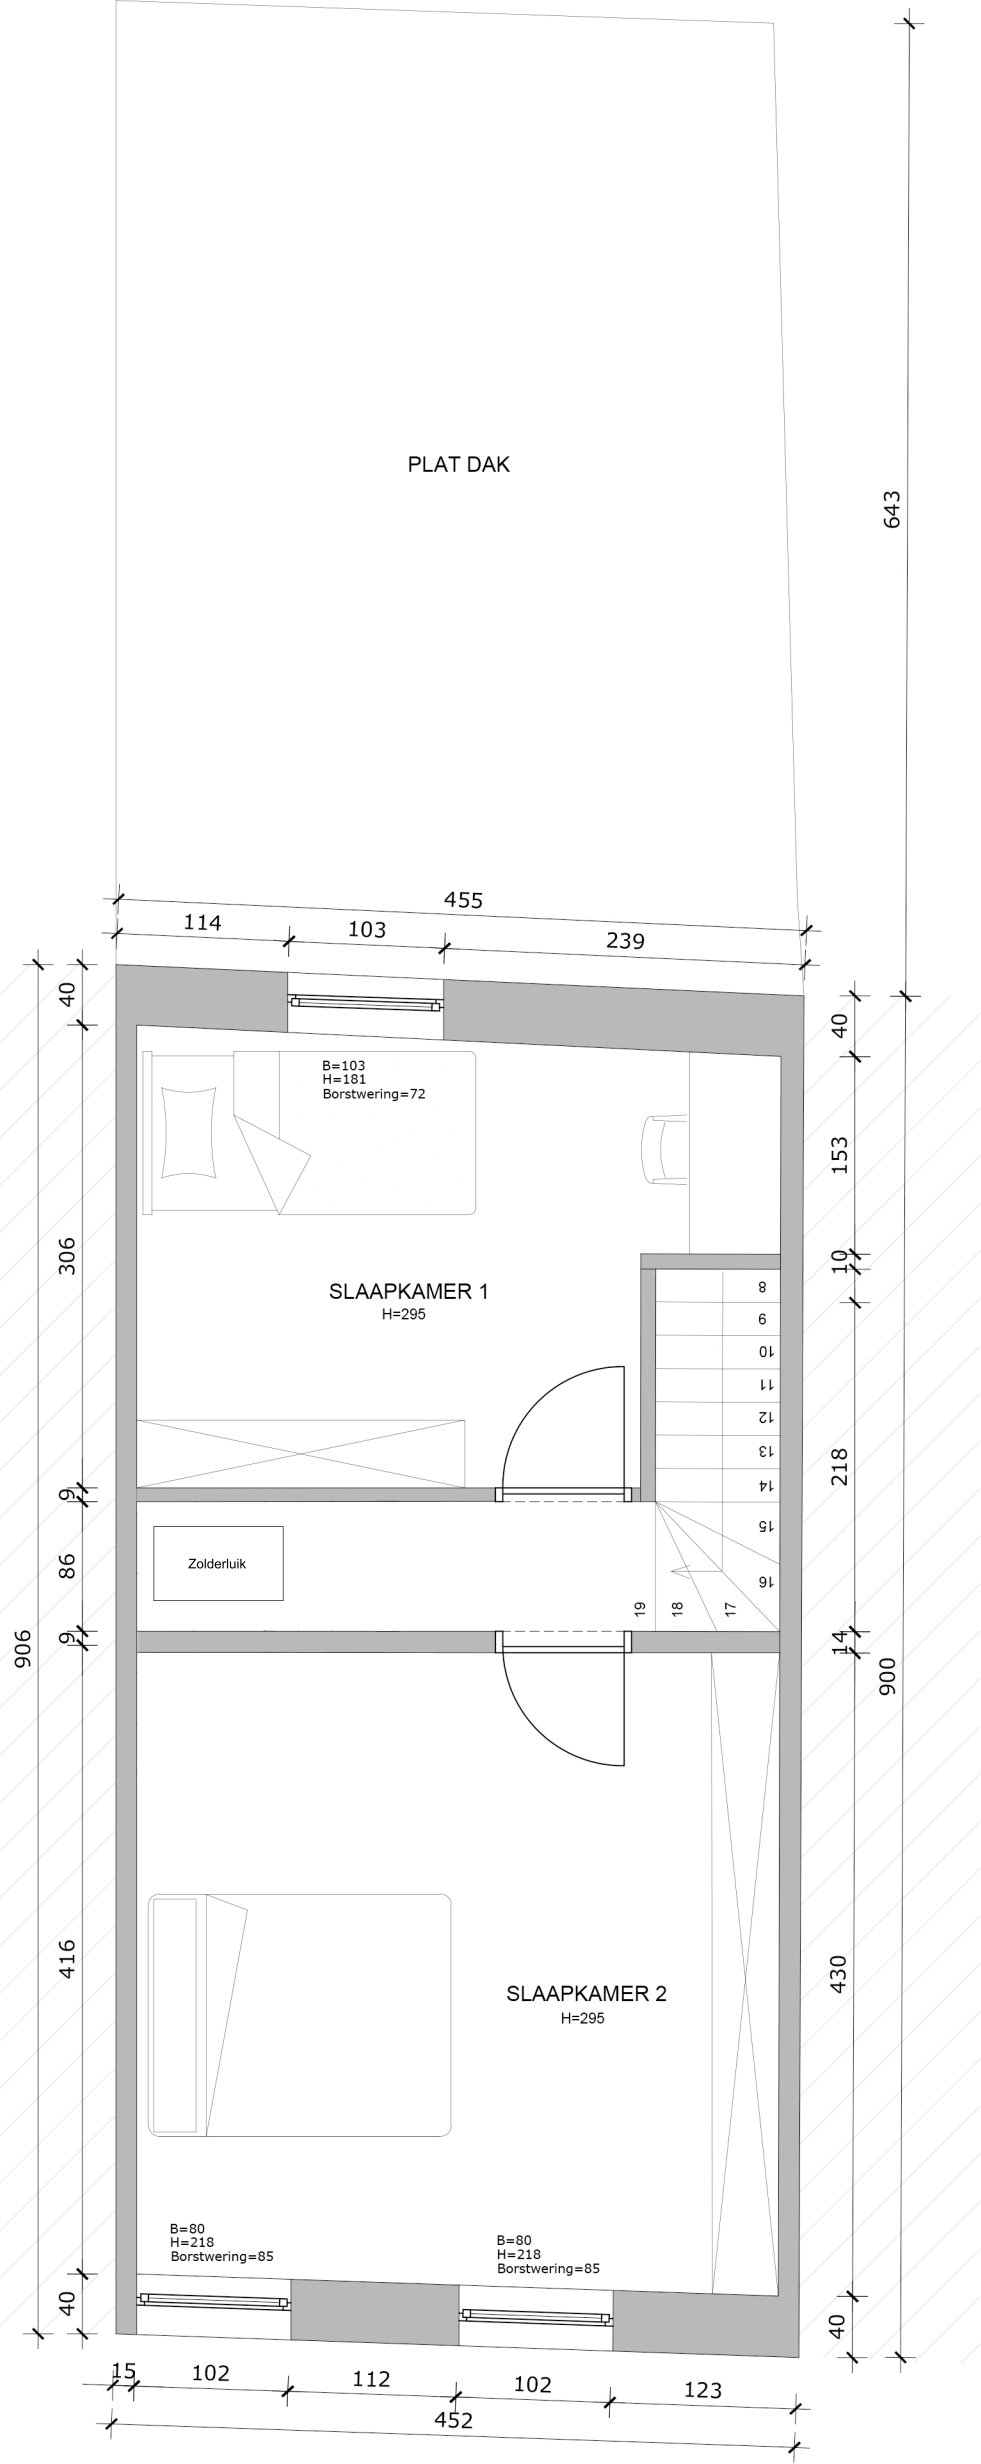 PLAT DAK
643
455
114
103
239
40
40
B=103
H=181
Borstwering=72
153
306
10
SLAAPKAMER 1
H=295
8
9
10
11
12
13
14
15
16
17
18
19
218
9
86
Zolderluik
9
14
906
900
416
430
SLAAPKAMER 2
H=295
B=80
H=218
Borstwering=85
B=80
H=218
Borstwering=85
40
40
15
102
112
102
123
452